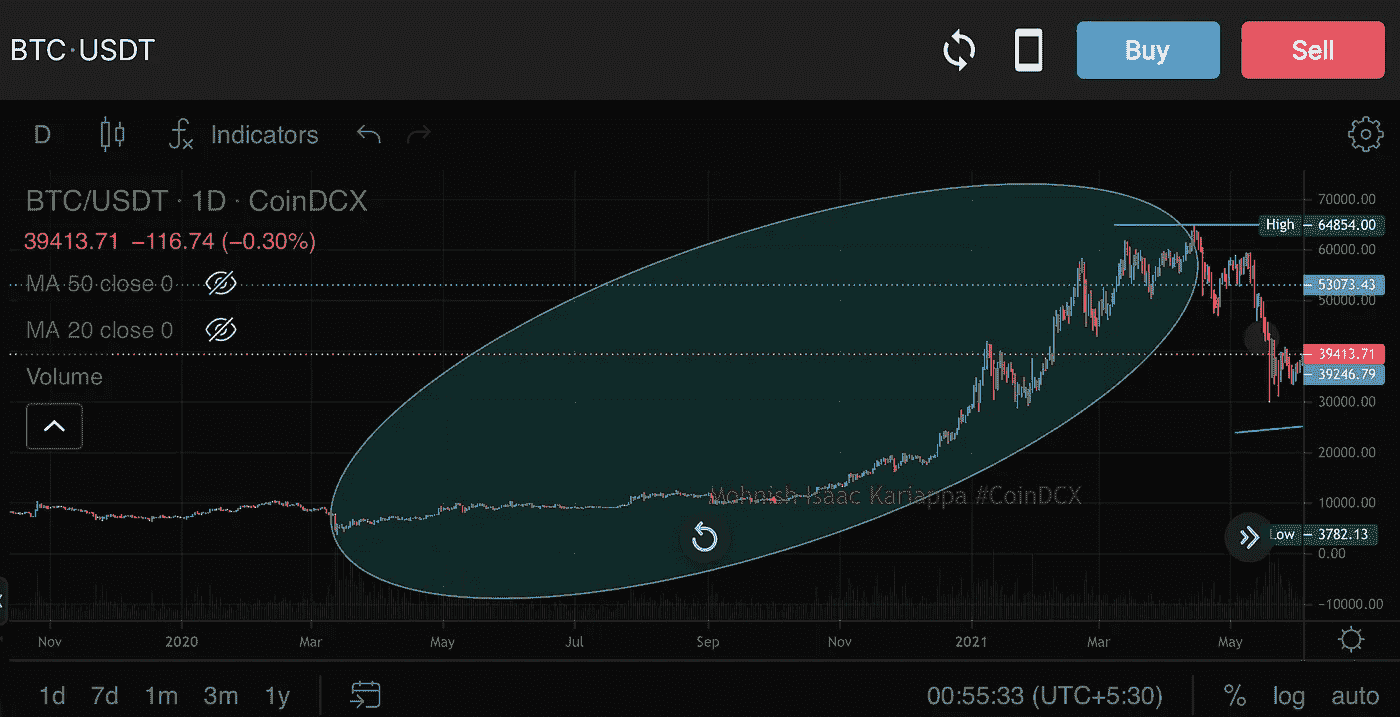 BTC·USDT
Buy
Sell
D
Indicators
BTC/USDT · 1D · CoinDCX
39413.71 −116.74 (−0.30%)
MA 50 close 0
MA 20 close 0
Volume
70000.00
High 64854.00
60000.00
53073.43
50000.00
39413.71
39246.79
30000.00
20000.00
Mohnish Isaac Kariappa #CoinDCX
10000.00
Low 3782.13
0.00
−10000.00
Nov 2020 Mar May Jul Sep Nov 2021 Mar May
1d 7d 1m 3m 1y
00:55:33 (UTC+5:30)
% log auto